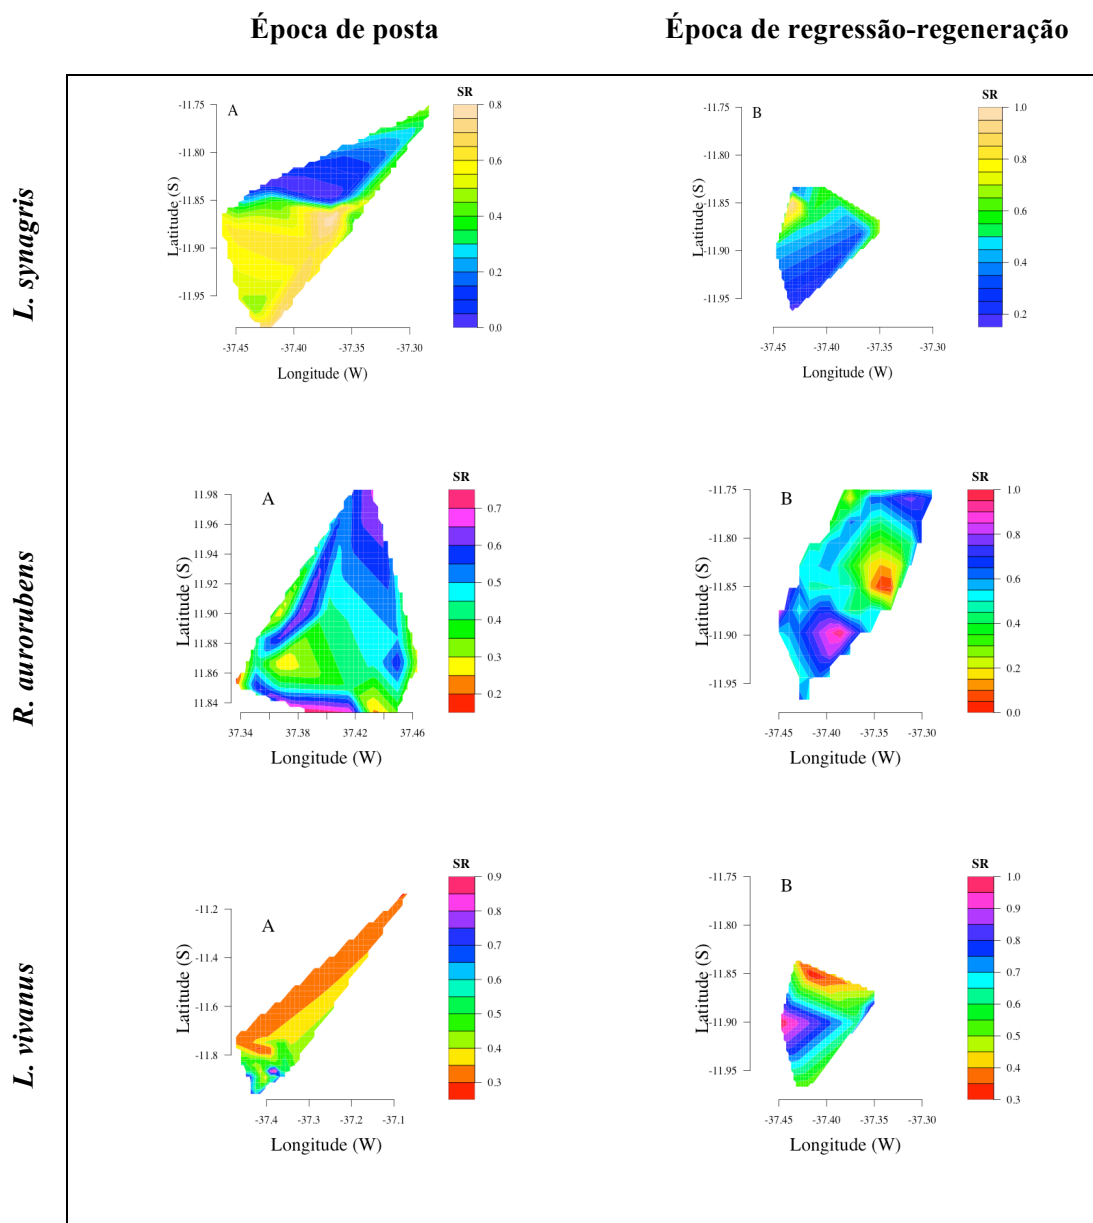 Época de posta
Época de regressão-regeneração
L. synagris
A
SR
-11.75
-11.80
-11.85
-11.90
-11.95
Latitude (S)
-37.45 -37.40 -37.35 -37.30
Longitude (W)
0.8
0.6
0.4
0.2
0.0
B
SR
-11.75
-11.80
-11.85
-11.90
-11.95
Latitude (S)
-37.45 -37.40 -37.35 -37.30
Longitude (W)
1.0
0.8
0.6
0.4
0.2
R. aurorubens
A
SR
11.98
11.96
11.94
11.92
11.90
11.88
11.86
11.84
Latitude (S)
37.34 37.38 37.42 37.46
Longitude (W)
0.7
0.6
0.5
0.4
0.3
0.2
B
SR
-11.75
-11.80
-11.85
-11.90
-11.95
Latitude (S)
-37.45 -37.40 -37.35 -37.30
Longitude (W)
1.0
0.8
0.6
0.4
0.2
0.0
L. vivanus
A
SR
-11.2
-11.4
-11.6
-11.8
Latitude (S)
-37.4 -37.3 -37.2 -37.1
Longitude (W)
0.9
0.8
0.7
0.6
0.5
0.4
0.3
B
SR
-11.75
-11.80
-11.85
-11.90
-11.95
Latitude (S)
-37.45 -37.40 -37.35 -37.30
Longitude (W)
1.0
0.9
0.8
0.7
0.6
0.5
0.4
0.3